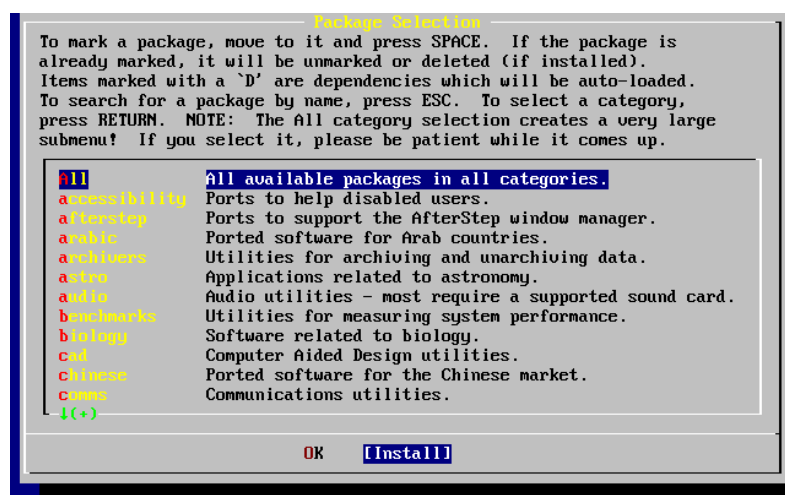 Package Selection
To mark a package, move to it and press SPACE.  If the package is
already marked, it will be unmarked or deleted (if installed).
Items marked with a `D' are dependencies which will be auto-loaded.
To search for a package by name, press ESC.  To select a category,
press RETURN.  NOTE:  The All category selection creates a very large
submenu!  If you select it, please be patient while it comes up.
All All available packages in all categories.
accessibility Ports to help disabled users.
afterstep Ports to support the AfterStep window manager.
arabic Ported software for Arab countries.
archivers Utilities for archiving and unarchiving data.
astro Applications related to astronomy.
audio Audio utilities - most require a supported sound card.
benchmarks Utilities for measuring system performance.
biology Software related to biology.
cad Computer Aided Design utilities.
chinese Ported software for the Chinese market.
comms Communications utilities.
↓(+)
OK [Install]